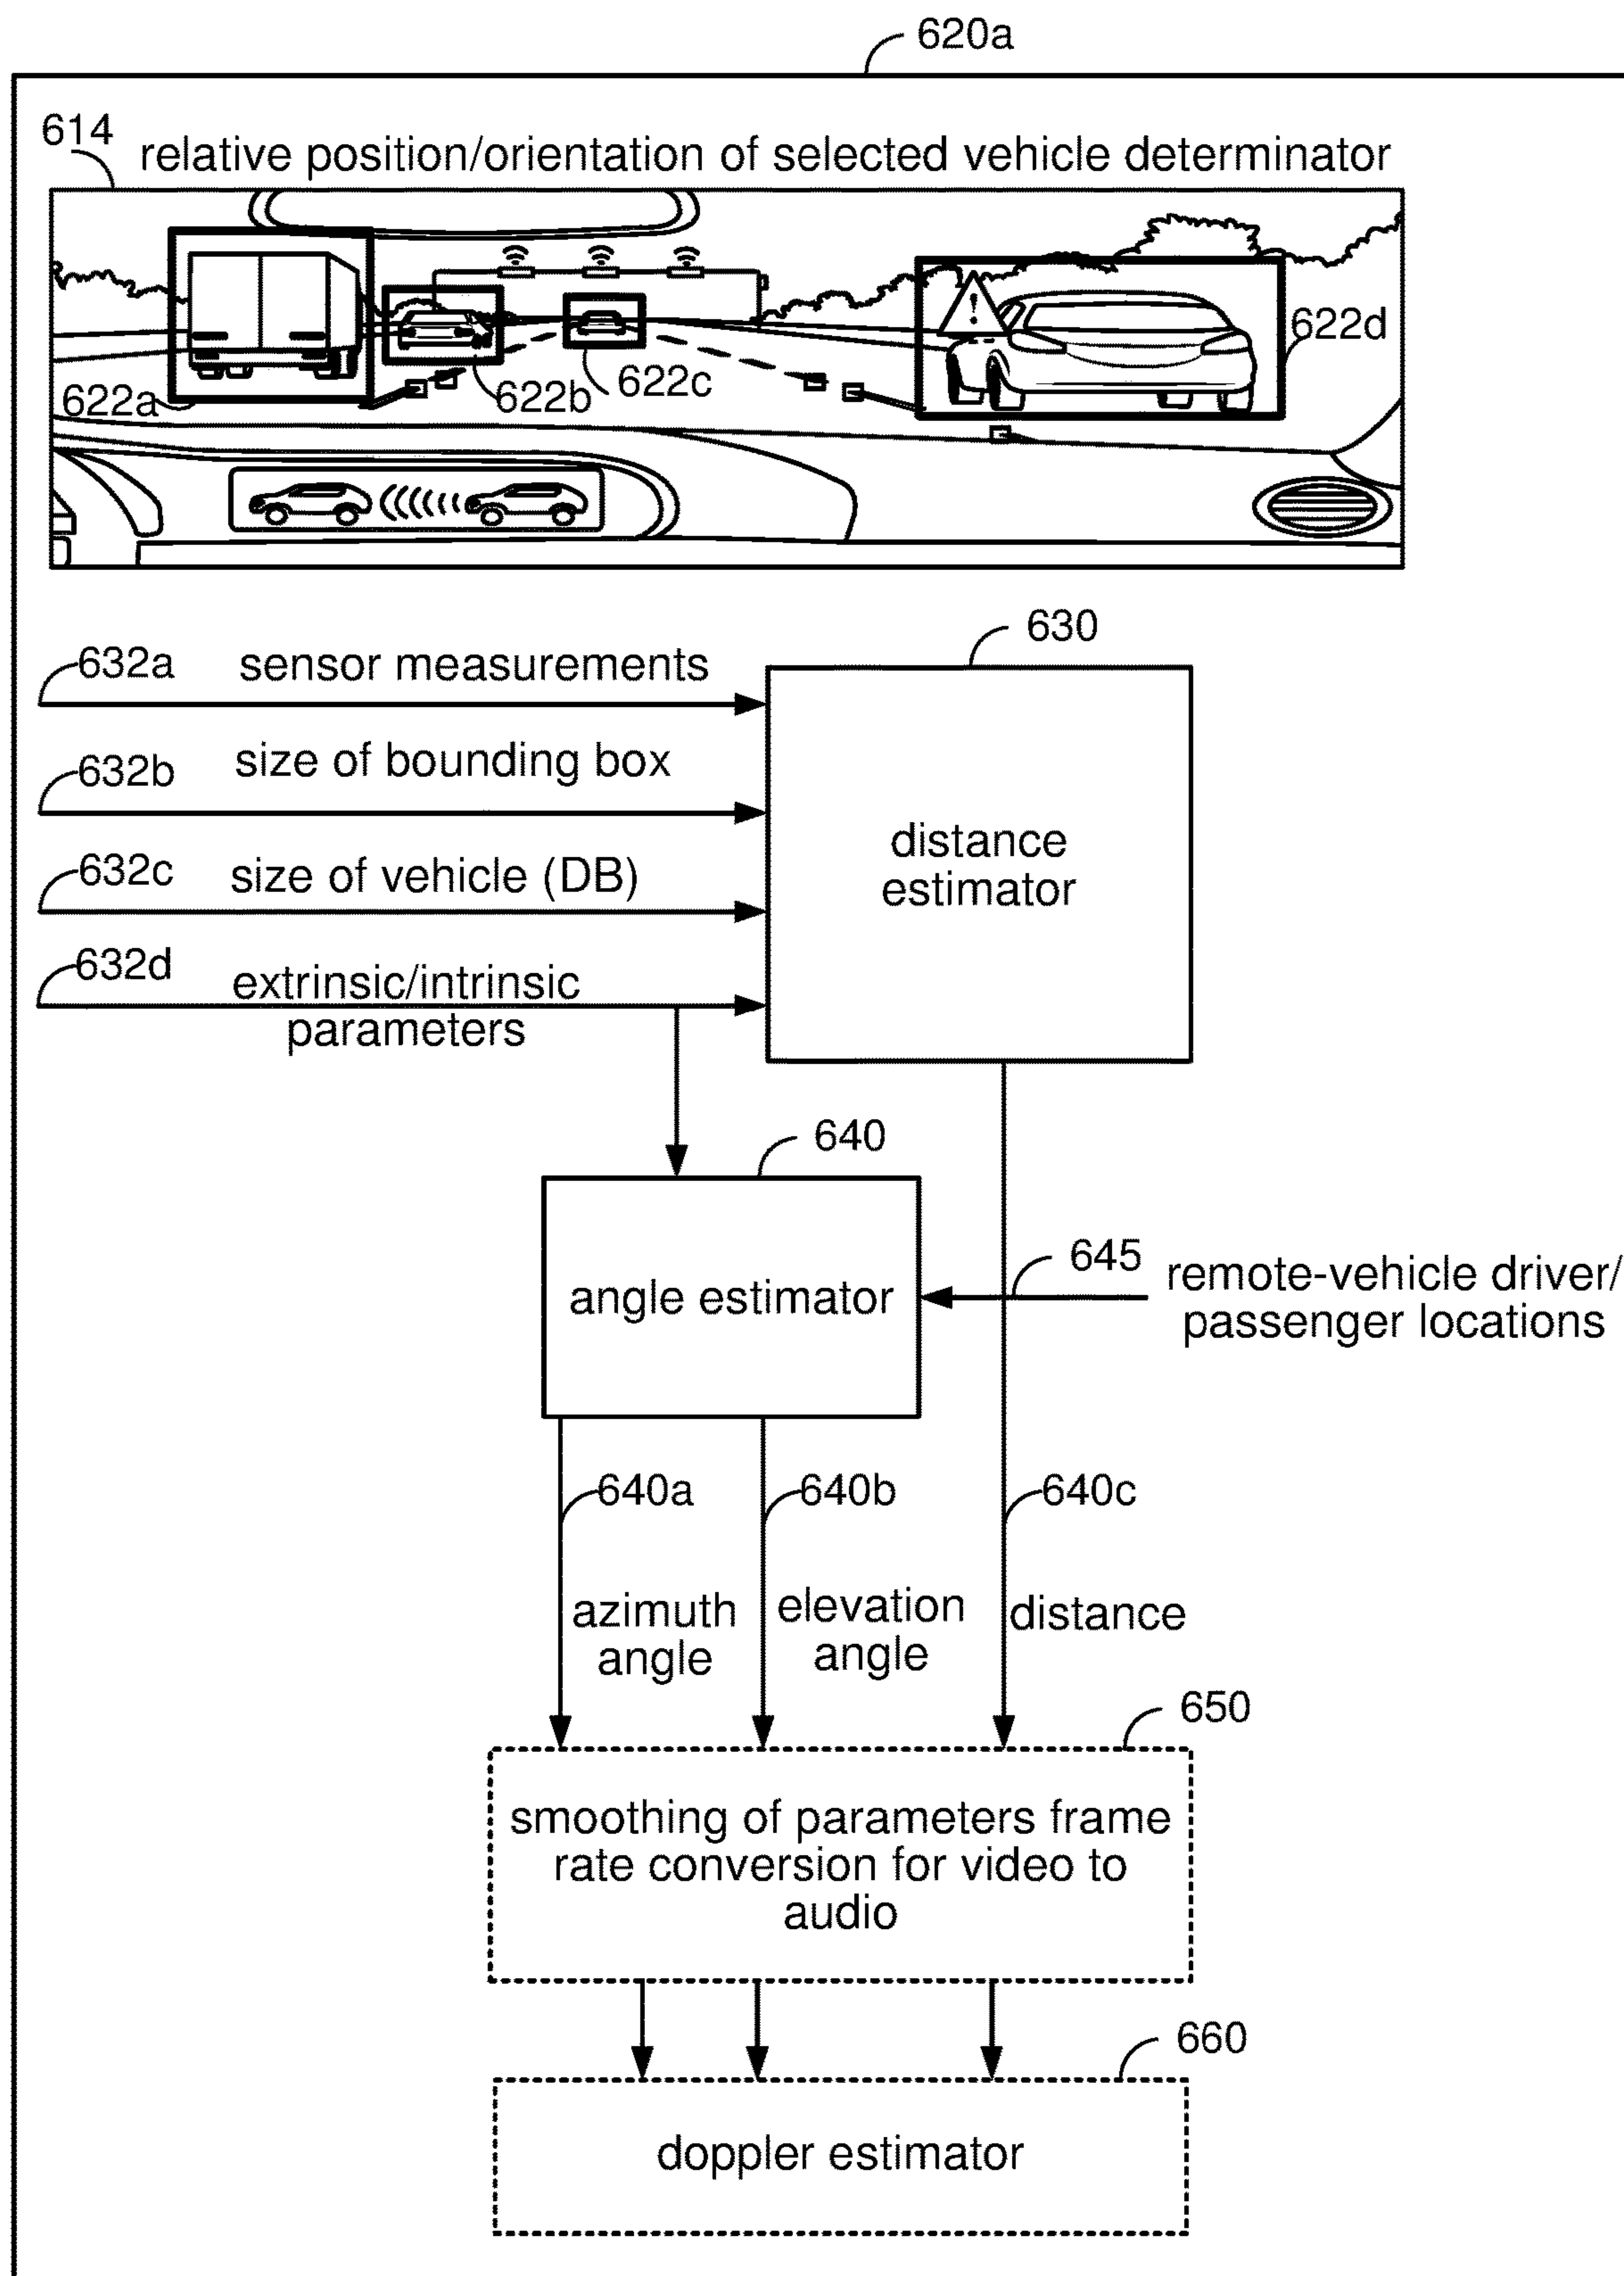 620a
614
relative position/orientation of selected vehicle determinator
!
622a
622b
622c
622d
630
632a
sensor measurements
632b
size of bounding box
632c
size of vehicle (DB)
632d
extrinsic/intrinsic
parameters
distance
estimator
640
angle estimator
645
remote-vehicle driver/
passenger locations
640a
640b
640c
azimuth
angle
elevation
angle
distance
650
smoothing of parameters frame
rate conversion for video to
audio
660
doppler estimator